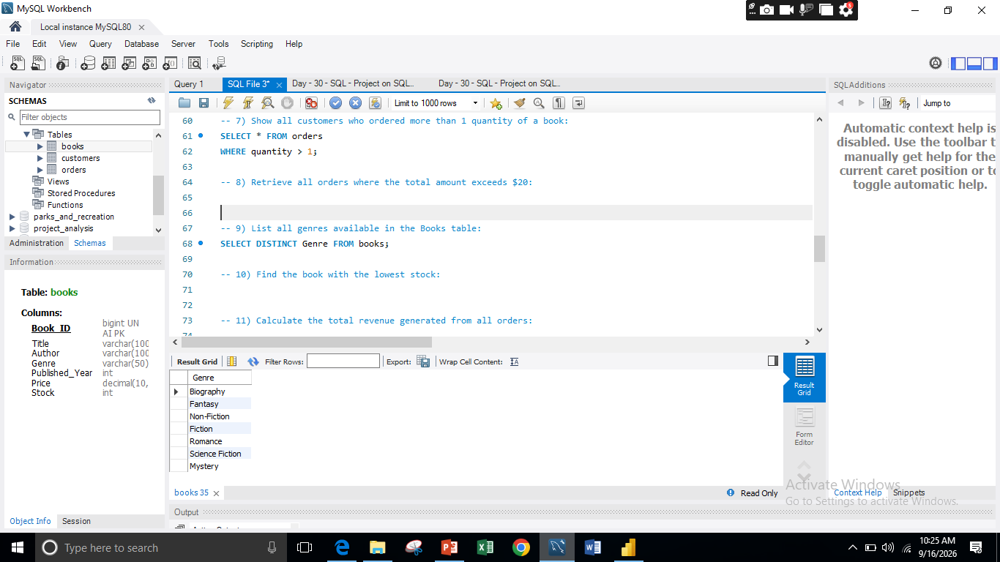 MySQL Workbench
5
Local instance MySQL80
File Edit View Query Database Server Tools Scripting Help
Navigator
SCHEMAS
Filter objects
Tables
books
customers
orders
Views
Stored Procedures
Functions
parks_and_recreation
project_analysis
Administration Schemas
Information
Table: books
Columns:
Book_ID bigint UN AI PK
Title varchar(100
Author varchar(100
Genre varchar(50)
Published_Year int
Price decimal(10,
Stock int
Object Info Session
Query 1 SQL File 3* Day - 30 - SQL - Project on SQL... Day - 30 - SQL - Project on SQL...
Limit to 1000 rows
60 -- 7) Show all customers who ordered more than 1 quantity of a book:
61 SELECT * FROM orders
62 WHERE quantity > 1;
63
64 -- 8) Retrieve all orders where the total amount exceeds $20:
65
66
67 -- 9) List all genres available in the Books table:
68 SELECT DISTINCT Genre FROM books;
69
70 -- 10) Find the book with the lowest stock:
71
72
73 -- 11) Calculate the total revenue generated from all orders:
74
Result Grid Filter Rows: Export: Wrap Cell Content:
Genre
Biography
Fantasy
Non-Fiction
Fiction
Romance
Science Fiction
Mystery
Result
Grid
Form
Editor
books 35
Read Only
Output
SQLAdditions
Jump to
Automatic context help is
disabled. Use the toolbar t
manually get help for the
current caret position or to
toggle automatic help.
Context Help Snippets
Activate Windows
Go to Settings to activate Windows.
Type here to search
10:25 AM
9/16/2026